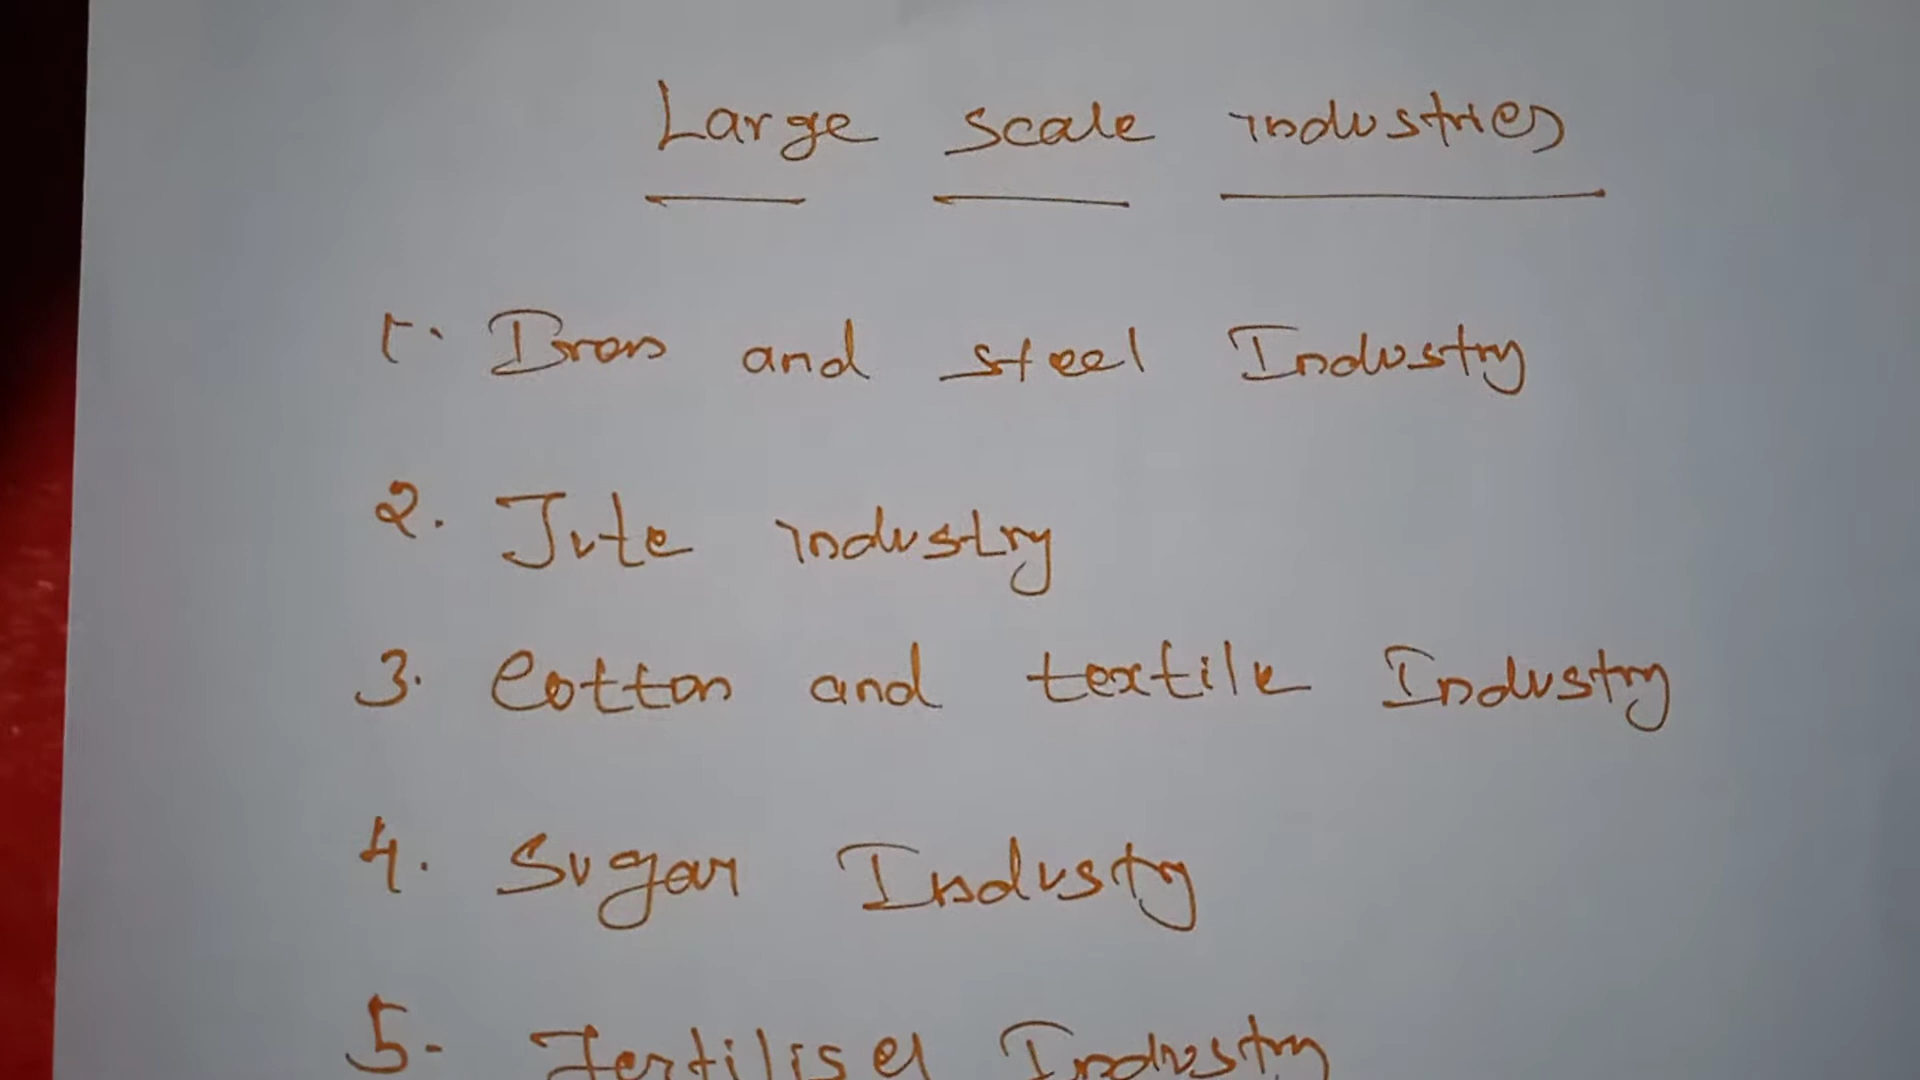 Large scale industries
1. Iron and steel Industry
2. Jute industry
3. Cotton and textile Industry
4. Sugar Industry
5. Fertiliser Industry